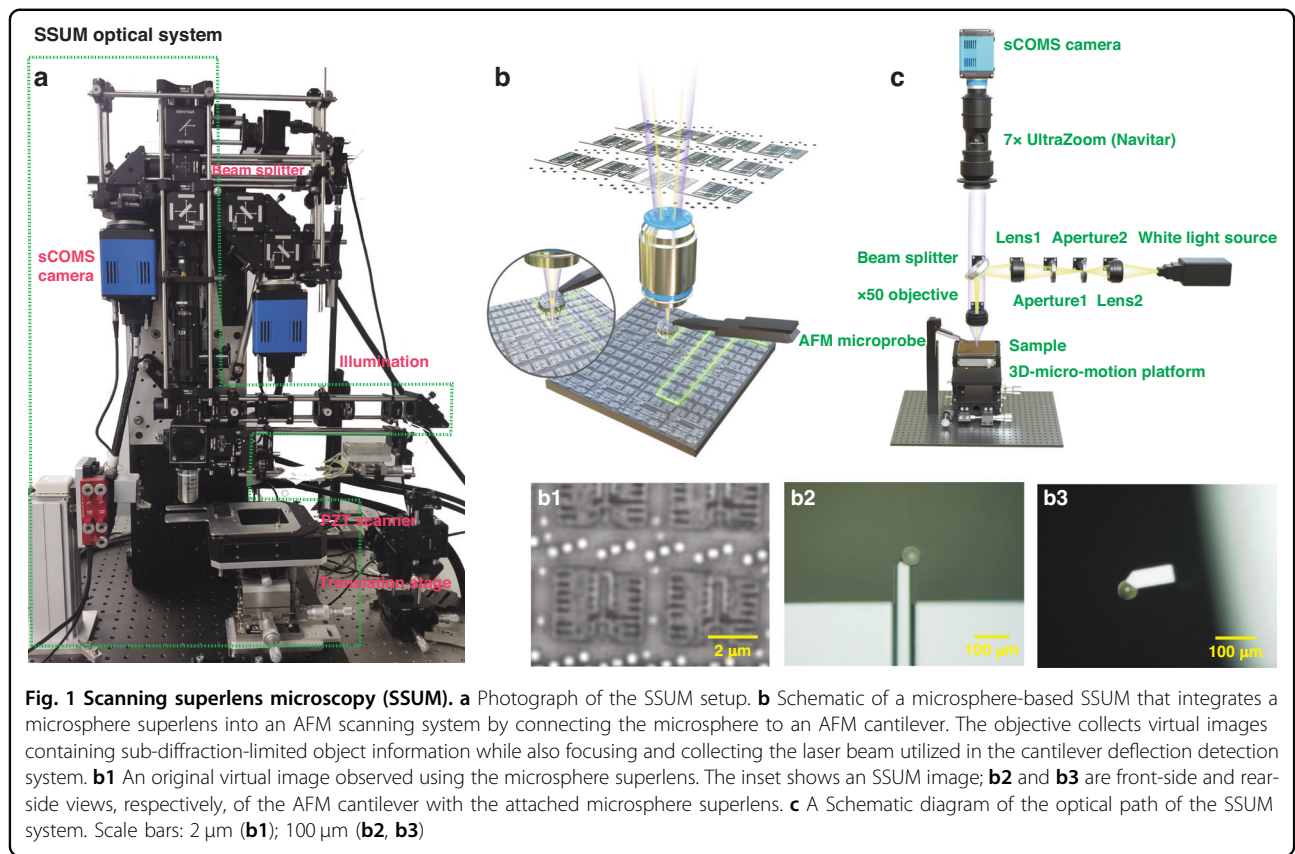 SSUM optical system
a
Beam splitter
sCOMS
camera
Illumination
PZT scanner
Translation stage
b
AFM microprobe
b1
2 μm
b2
100 μm
b3
100 μm
c
sCOMS camera
7× UltraZoom (Navitar)
Lens1 Aperture2 White light source
Beam splitter
×50 objective
Aperture1 Lens2
Sample
3D-micro-motion platform
Fig. 1 Scanning superlens microscopy (SSUM). a Photograph of the SSUM setup. b Schematic of a microsphere-based SSUM that integrates a
microsphere superlens into an AFM scanning system by connecting the microsphere to an AFM cantilever. The objective collects virtual images
containing sub-diffraction-limited object information while also focusing and collecting the laser beam utilized in the cantilever deflection detection
system. b1 An original virtual image observed using the microsphere superlens. The inset shows an SSUM image; b2 and b3 are front-side and rear-
side views, respectively, of the AFM cantilever with the attached microsphere superlens. c A Schematic diagram of the optical path of the SSUM
system. Scale bars: 2 μm (b1); 100 μm (b2, b3)